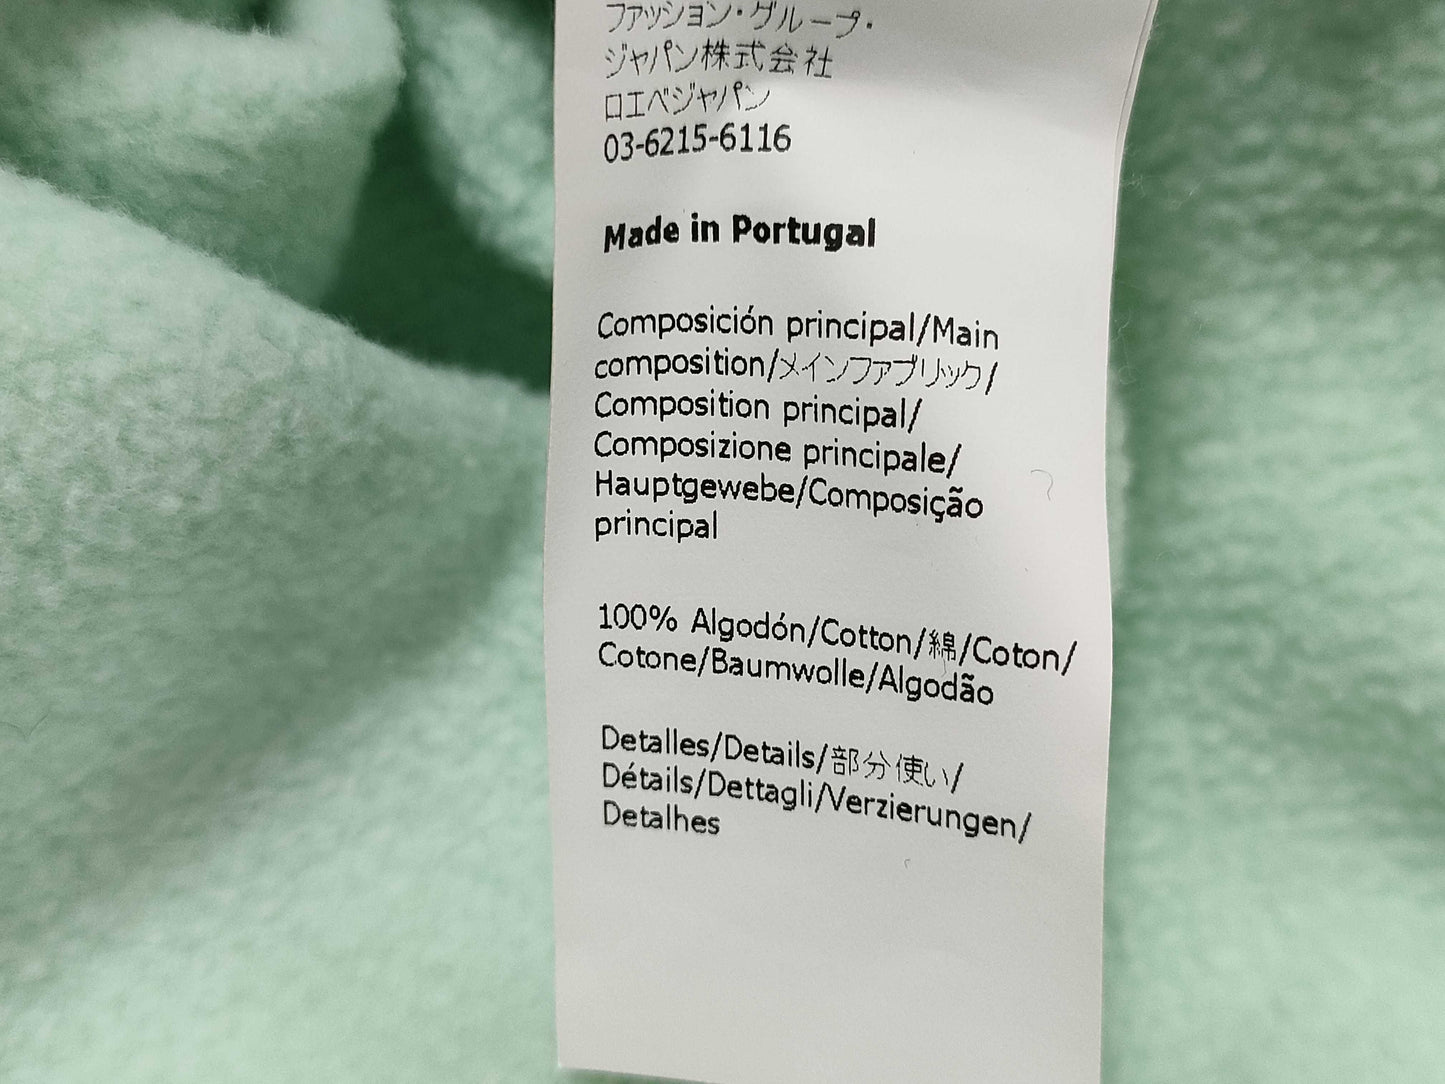 ファッション・グループ・
ジャパン株式会社
ロエベジャパン
03-6215-6116
Made in Portugal
Composición principal/Main
composition/メインファブリック/
Composition principal/
Composizione principale/
Hauptgewebe/Composição
principal
100% Algodón/Cotton/綿/Coton/
Cotone/Baumwolle/Algodão
Detalles/Details/部分使い/
Détails/Dettagli/Verzierungen/
Detalhes